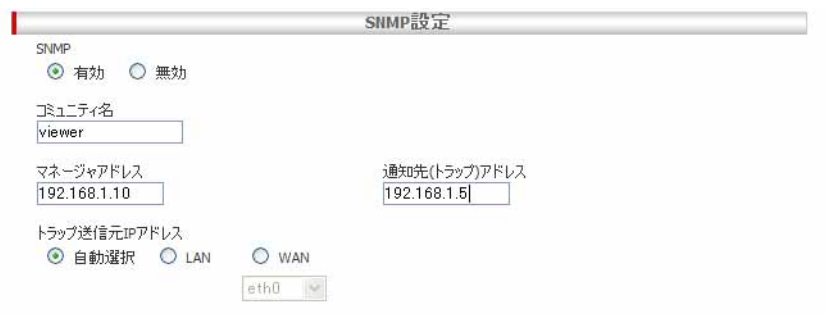 SNMP設定
SNMP
有効 無効
コミュニティ名
viewer
マネージャアドレス 通知先(トラップ)アドレス
192.168.1.10 192.168.1.5
トラップ送信元IPアドレス
自動選択 LAN WAN
eth0